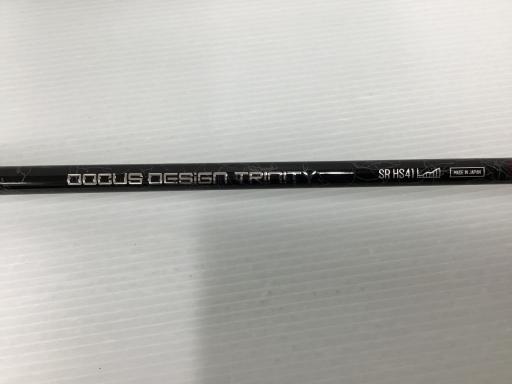 DOCUS DESIGN TRINITY SR HS41 MADE IN JAPAN